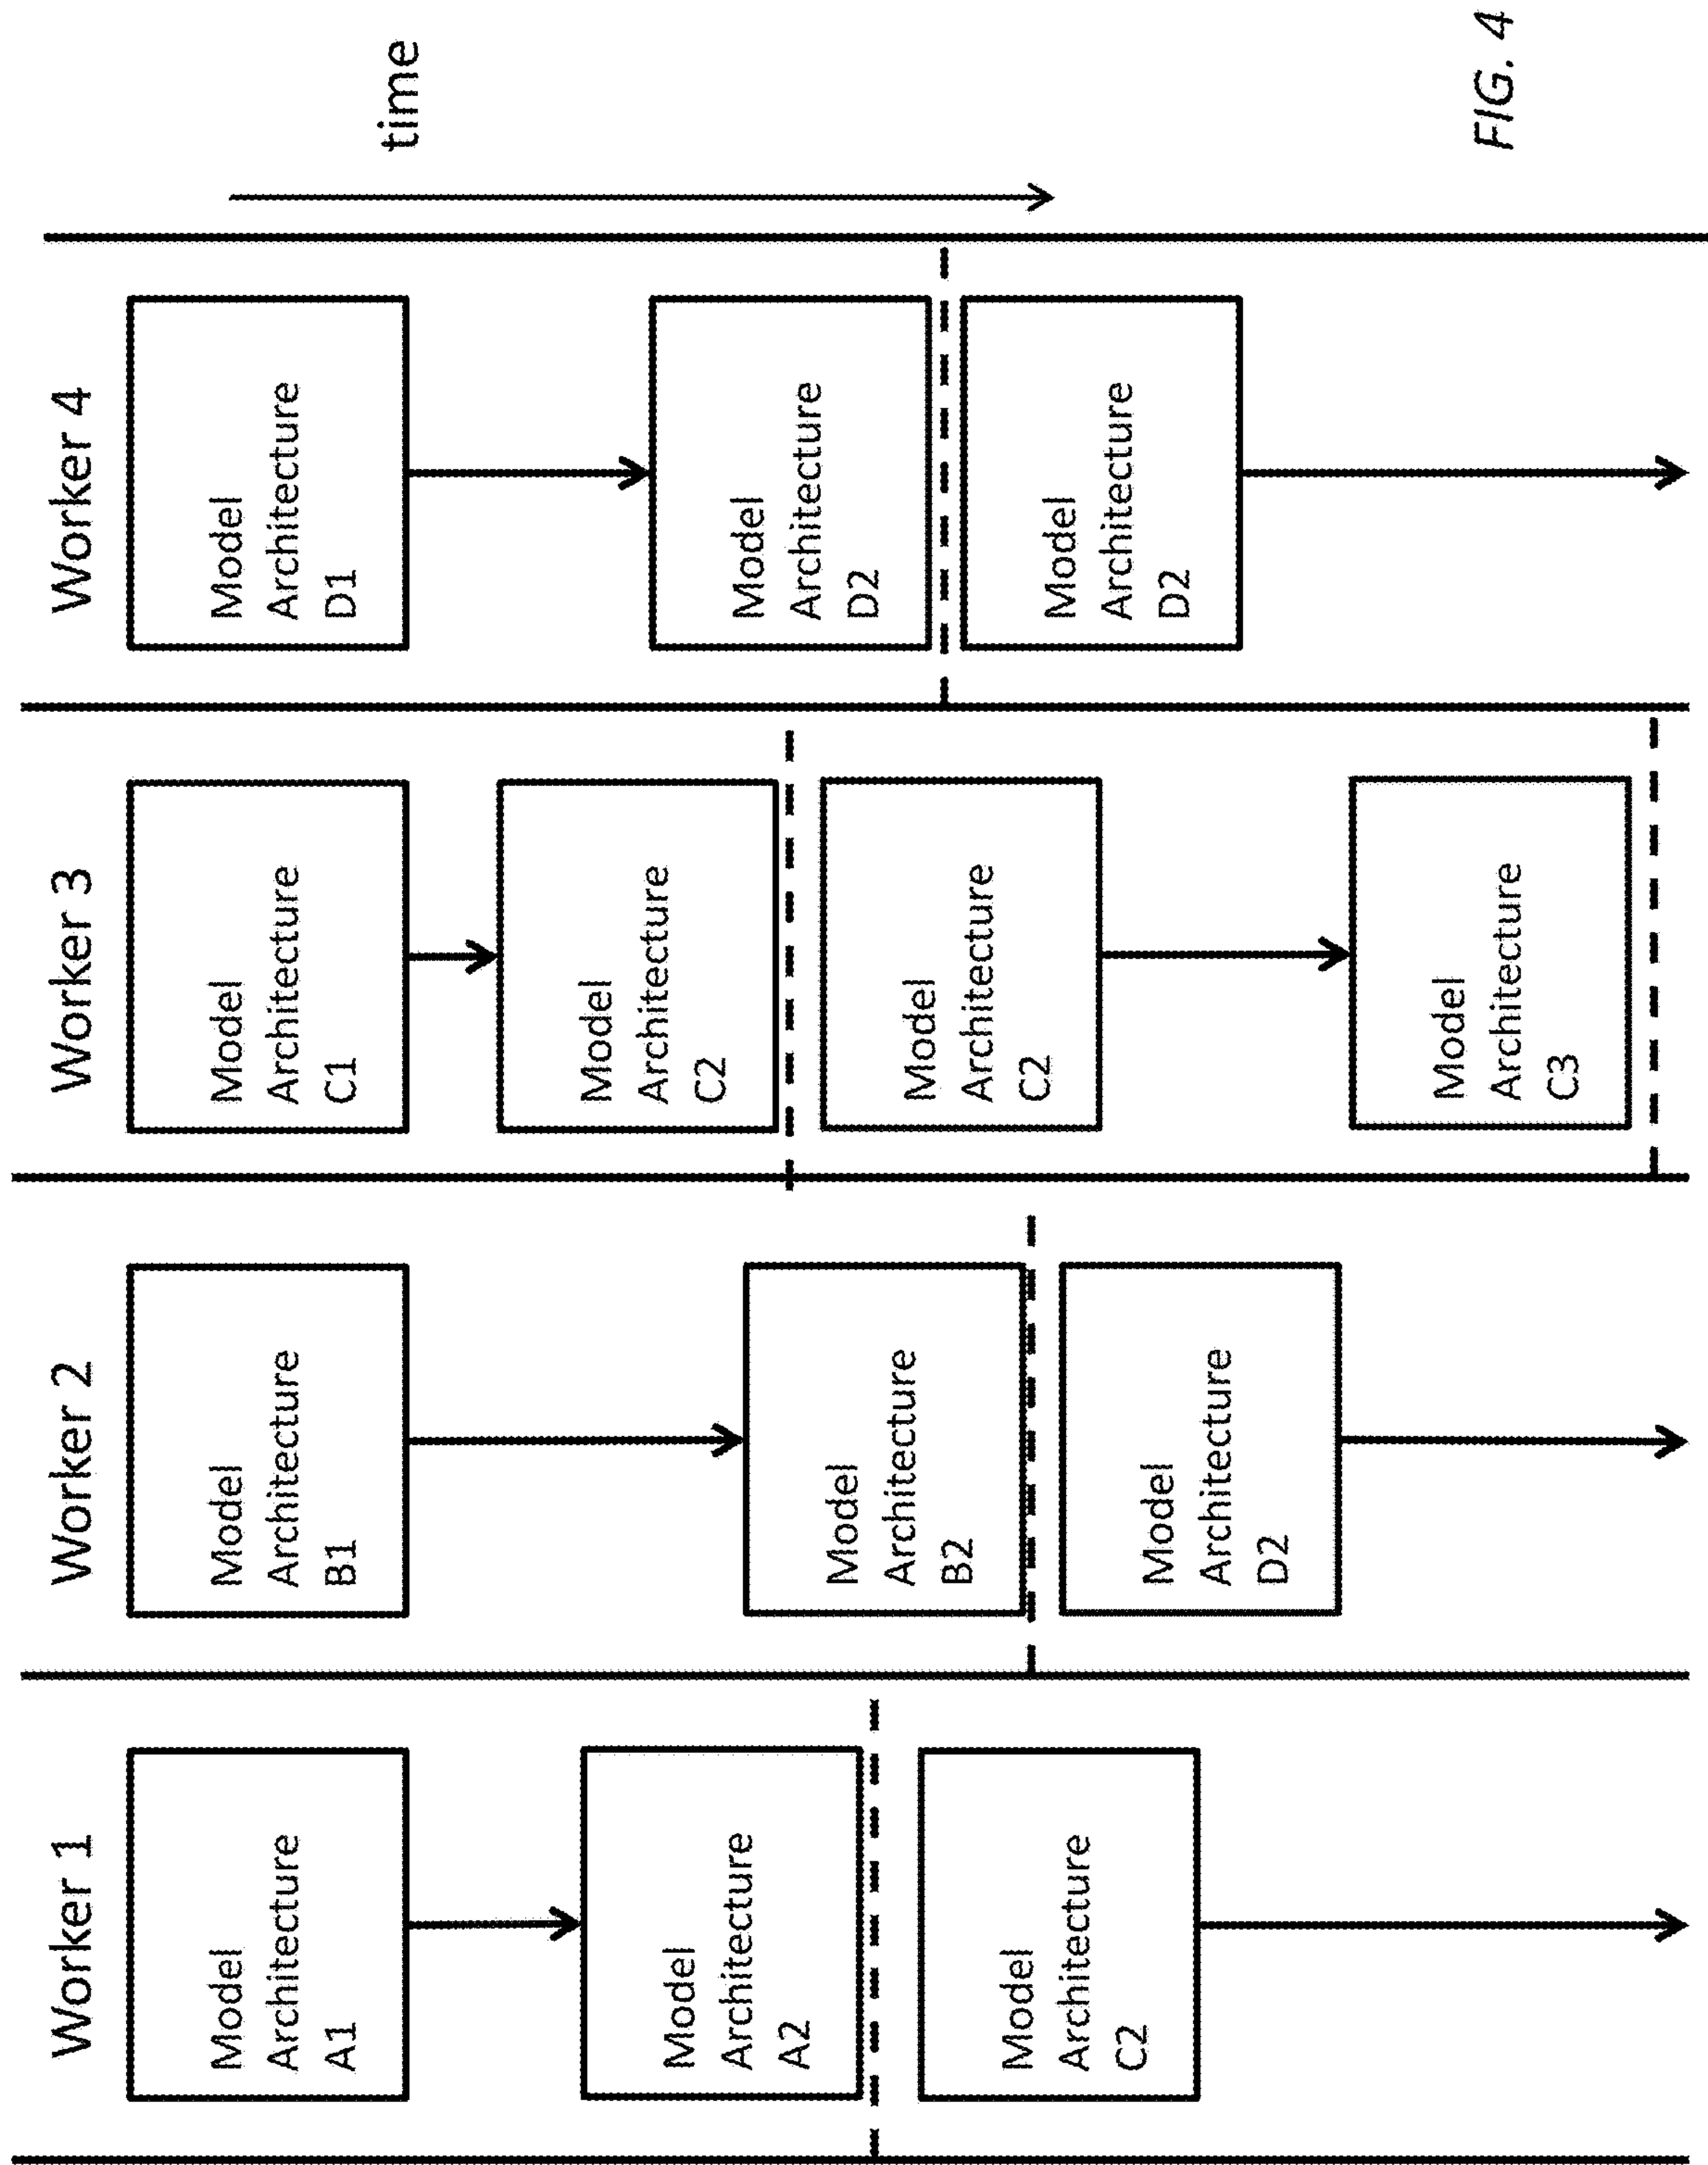 Worker 1
Model
Architecture
A1
Model
Architecture
A2
Model
Architecture
C2
Worker 2
Model
Architecture
B1
Model
Architecture
B2
Model
Architecture
D2
Worker 3
Model
Architecture
C1
Model
Architecture
C2
Model
Architecture
C2
Model
Architecture
C3
Worker 4
Model
Architecture
D1
Model
Architecture
D2
Model
Architecture
D2
time
FIG. 4